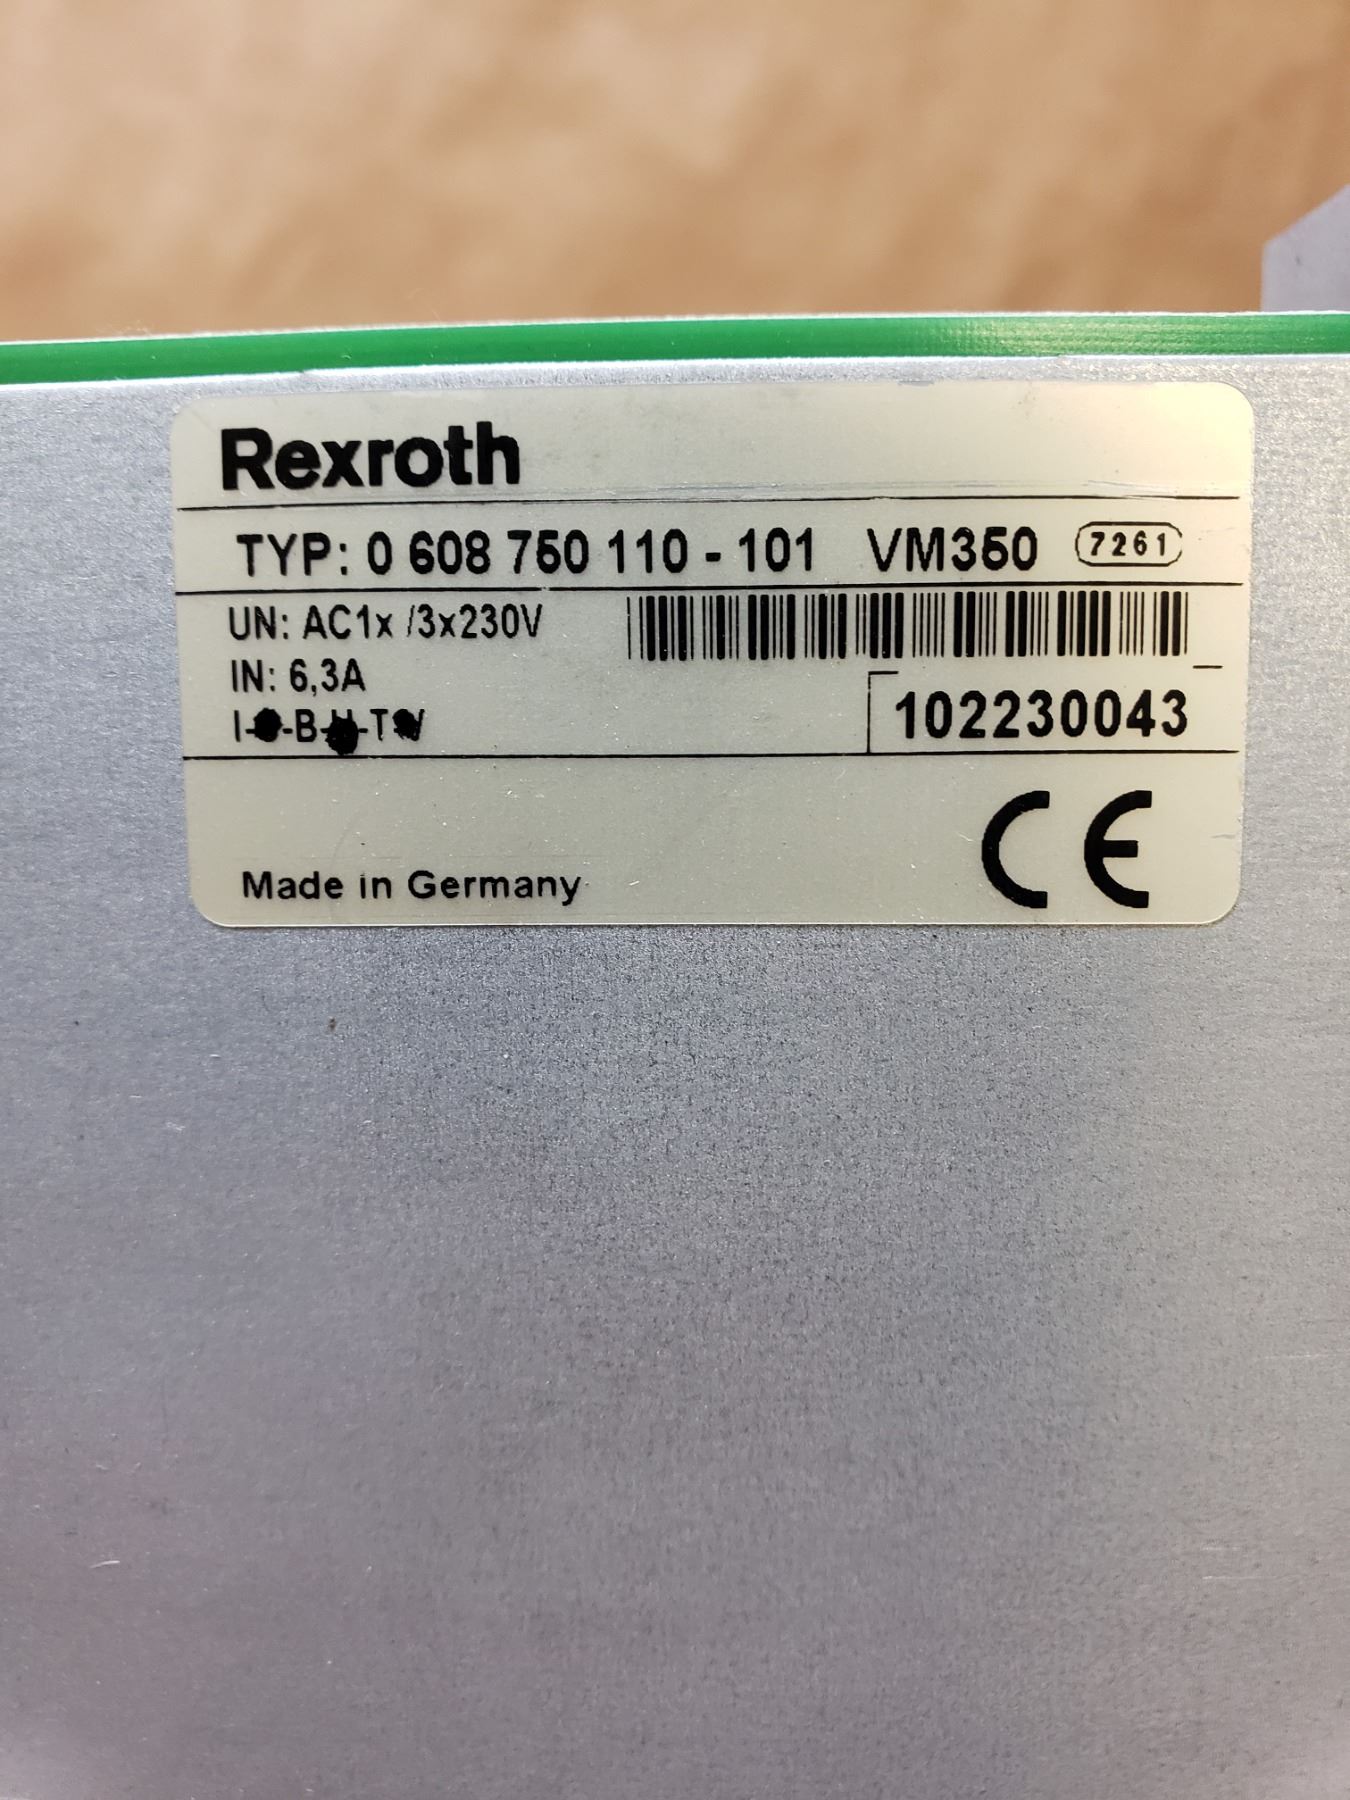 Rexroth
TYP: 0 608 750 110 - 101 VM350 7261
UN: AC1x /3x230V
IN: 6,3A
102230043
Made in Germany
CE